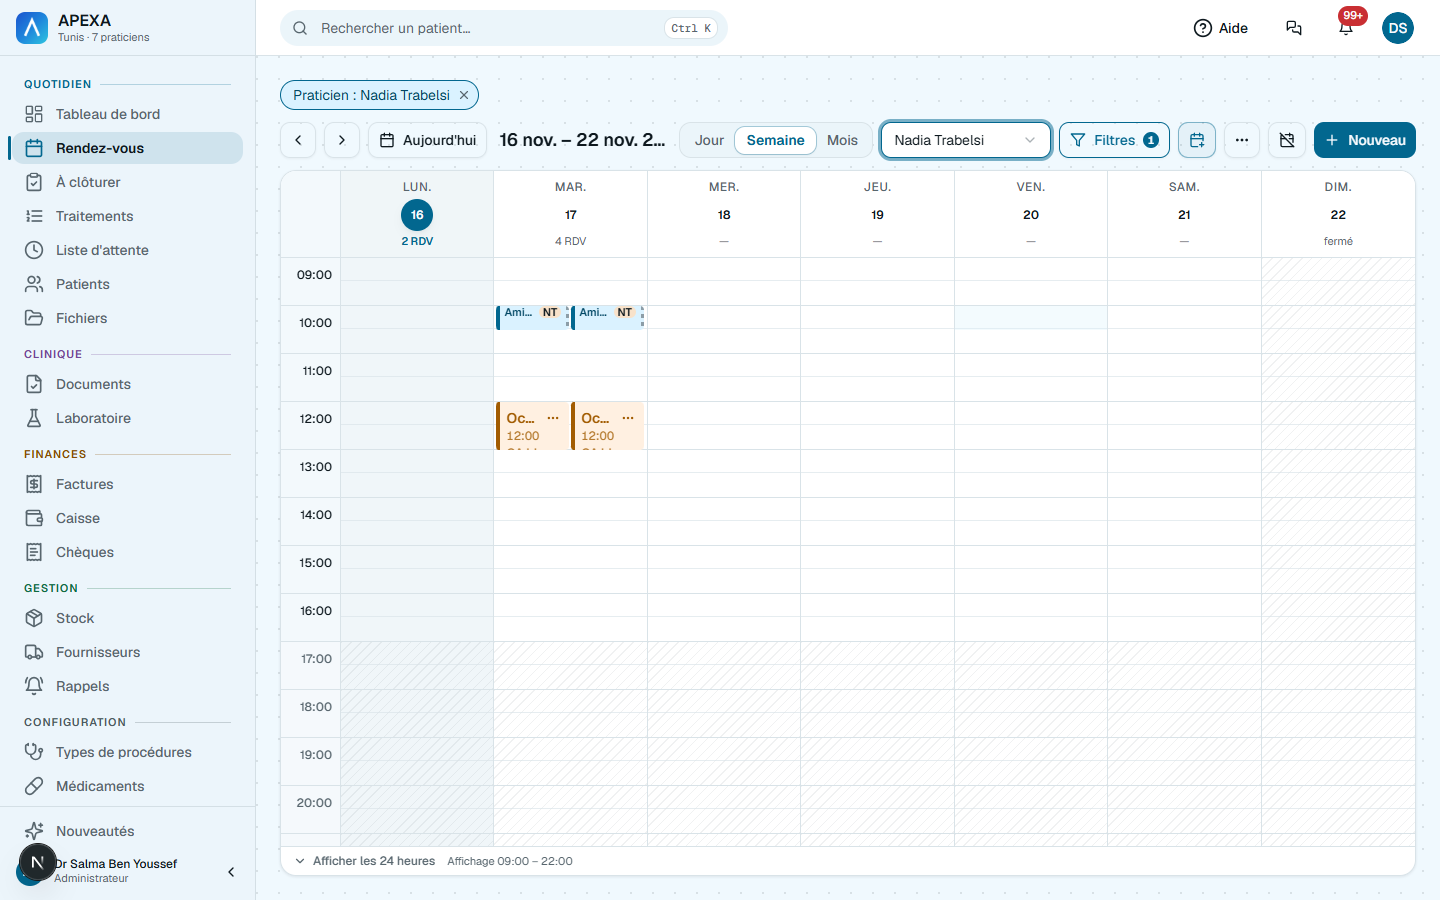 APEXA
Tunis · 7 praticiens
Rechercher un patient…
Ctrl K
Aide
99+
DS
QUOTIDIEN
Tableau de bord
Rendez-vous
À clôturer
Traitements
Liste d'attente
Patients
Fichiers
CLINIQUE
Documents
Laboratoire
FINANCES
Factures
Caisse
Chèques
GESTION
Stock
Fournisseurs
Rappels
CONFIGURATION
Types de procédures
Médicaments
Nouveautés
N
Dr Salma Ben Youssef
Administrateur
Praticien : Nadia Trabelsi
Aujourd'hui
16 nov. – 22 nov. 2…
Jour
Semaine
Mois
Nadia Trabelsi
Filtres 1
Nouveau
LUN. MAR. MER. JEU. VEN. SAM. DIM.
16 17 18 19 20 21 22
2 RDV 4 RDV — — — — fermé
09:00
10:00
Ami… NT Ami… NT
11:00
12:00
Oc… ··· Oc… ···
12:00 12:00
13:00
14:00
15:00
16:00
17:00
18:00
19:00
20:00
Afficher les 24 heures Affichage 09:00 – 22:00